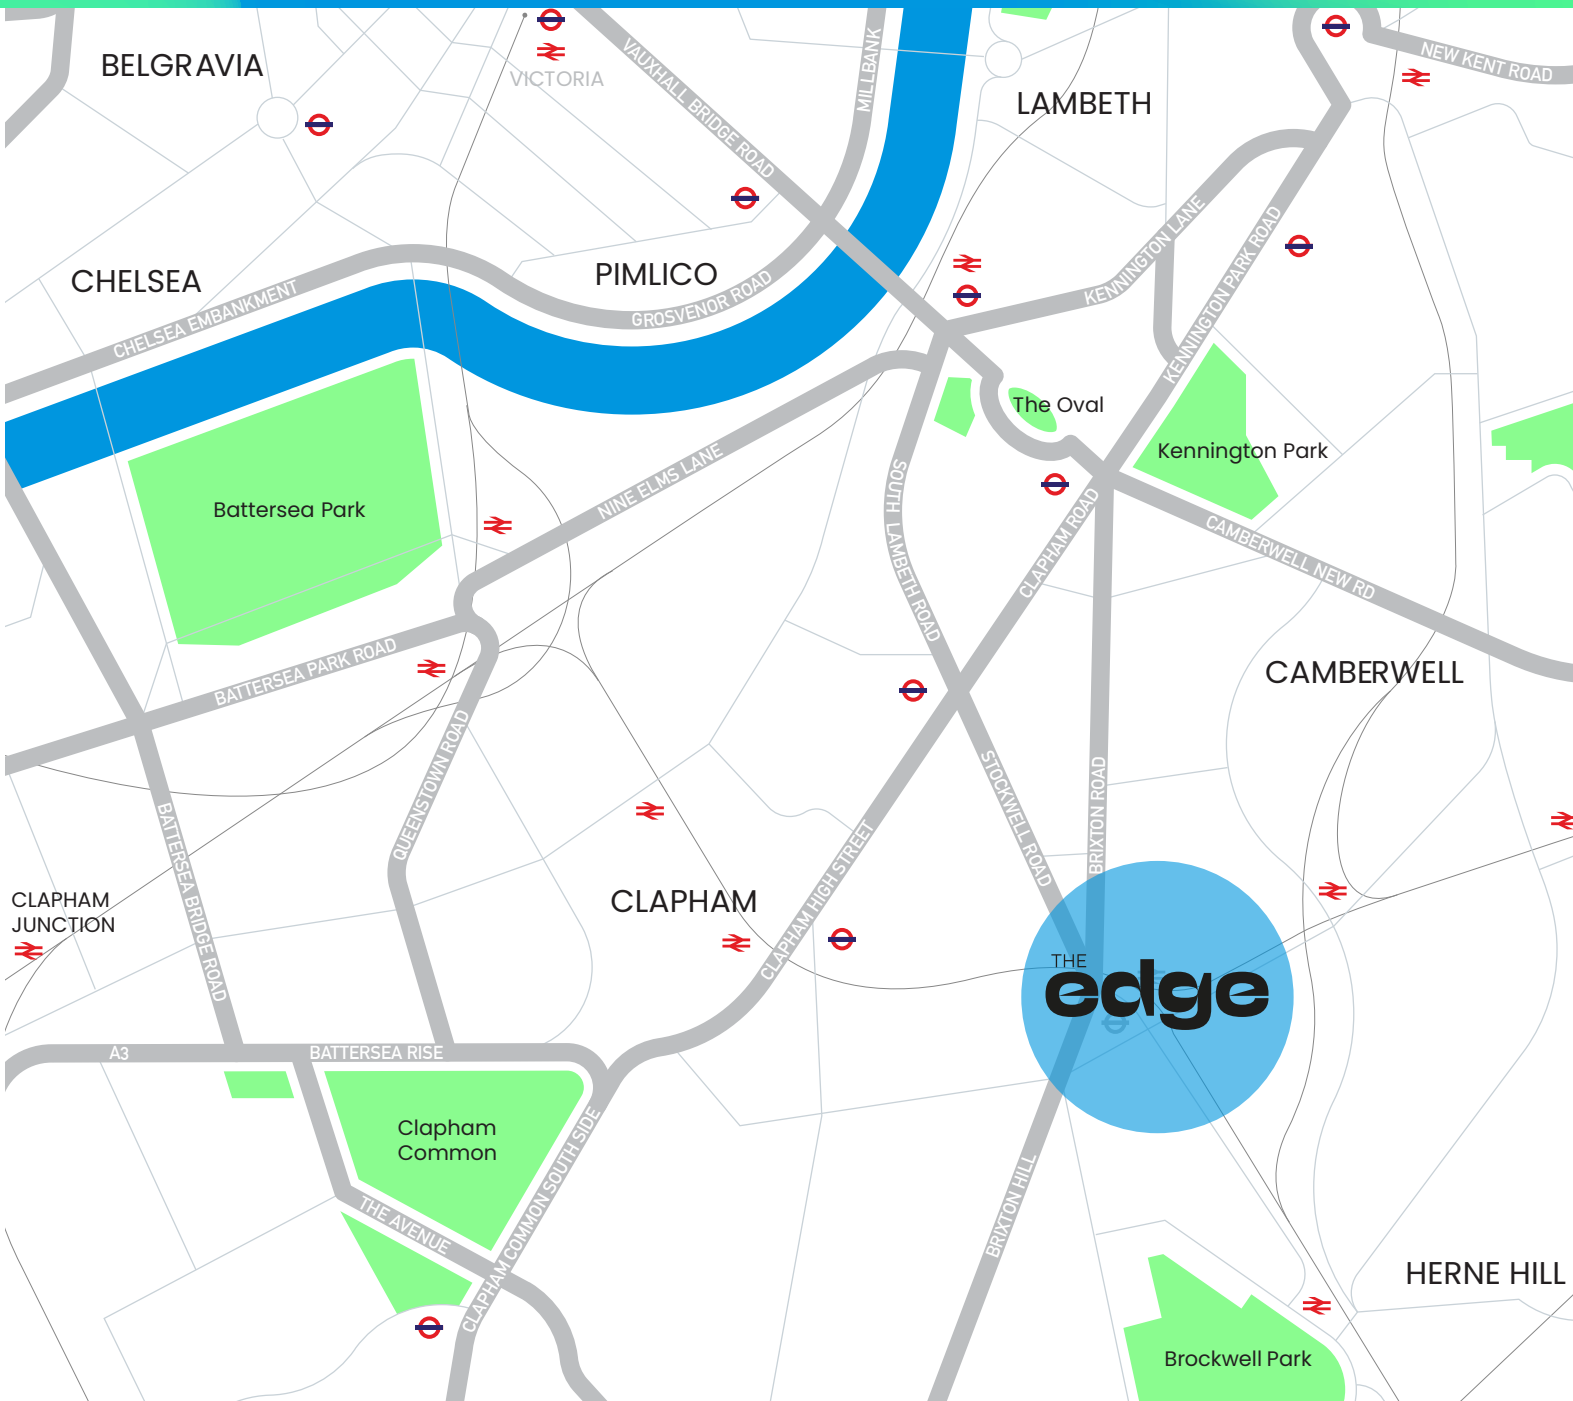 BELGRAVIA
VICTORIA
VAUXHALL BRIDGE ROAD
MILLBANK
LAMBETH
NEW KENT ROAD
CHELSEA
CHELSEA EMBANKMENT
PIMLICO
GROSVENOR ROAD
KENNINGTON LANE
KENNINGTON PARK ROAD
The Oval
Kennington Park
Battersea Park
NINE ELMS LANE
SOUTH LAMBETH ROAD
CLAPHAM ROAD
CAMBERWELL NEW RD
BATTERSEA PARK ROAD
CAMBERWELL
QUEENSTOWN ROAD
STOCKWELL ROAD
BRIXTON ROAD
BATTERSEA BRIDGE ROAD
CLAPHAM HIGH STREET
CLAPHAM
JUNCTION
CLAPHAM
THE
edge
A3
BATTERSEA RISE
Clapham
Common
CLAPHAM COMMON SOUTH SIDE
THE AVENUE
BRIXTON HILL
HERNE HILL
Brockwell Park